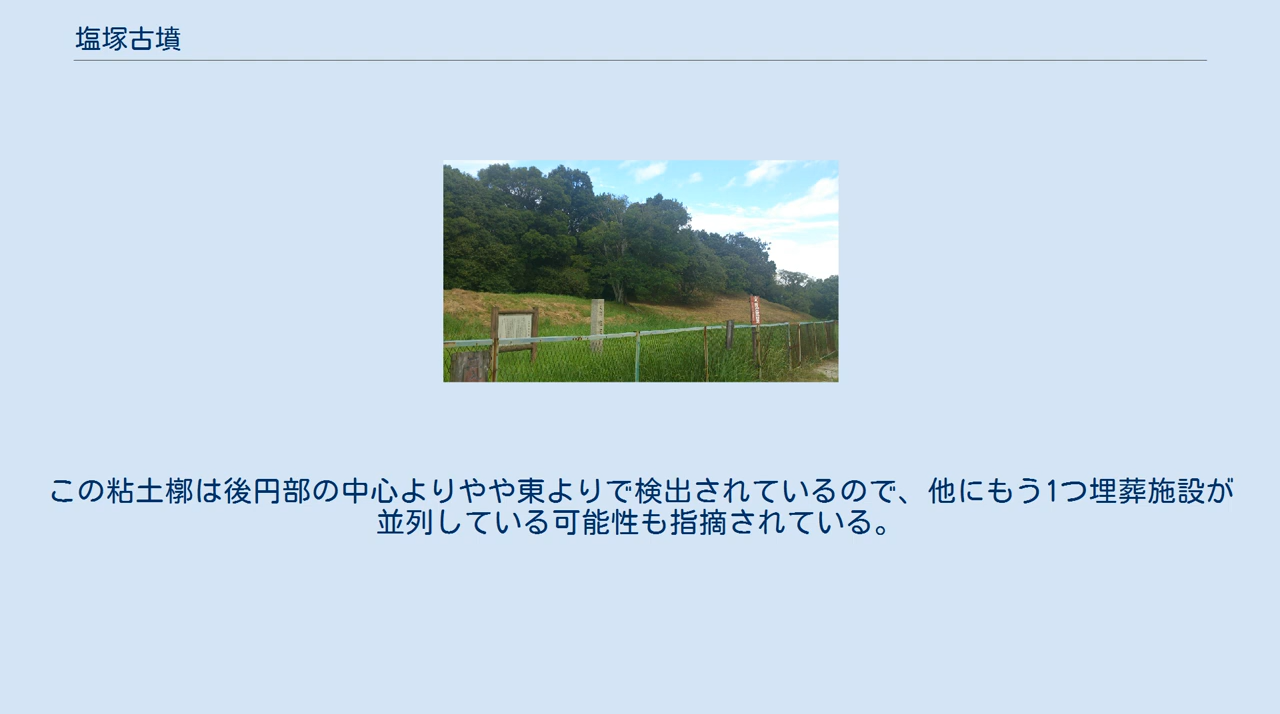 塩塚古墳
この粘土槨は後円部の中心よりやや東よりで検出されているので、他にもう1つ埋葬施設が
並列している可能性も指摘されている。